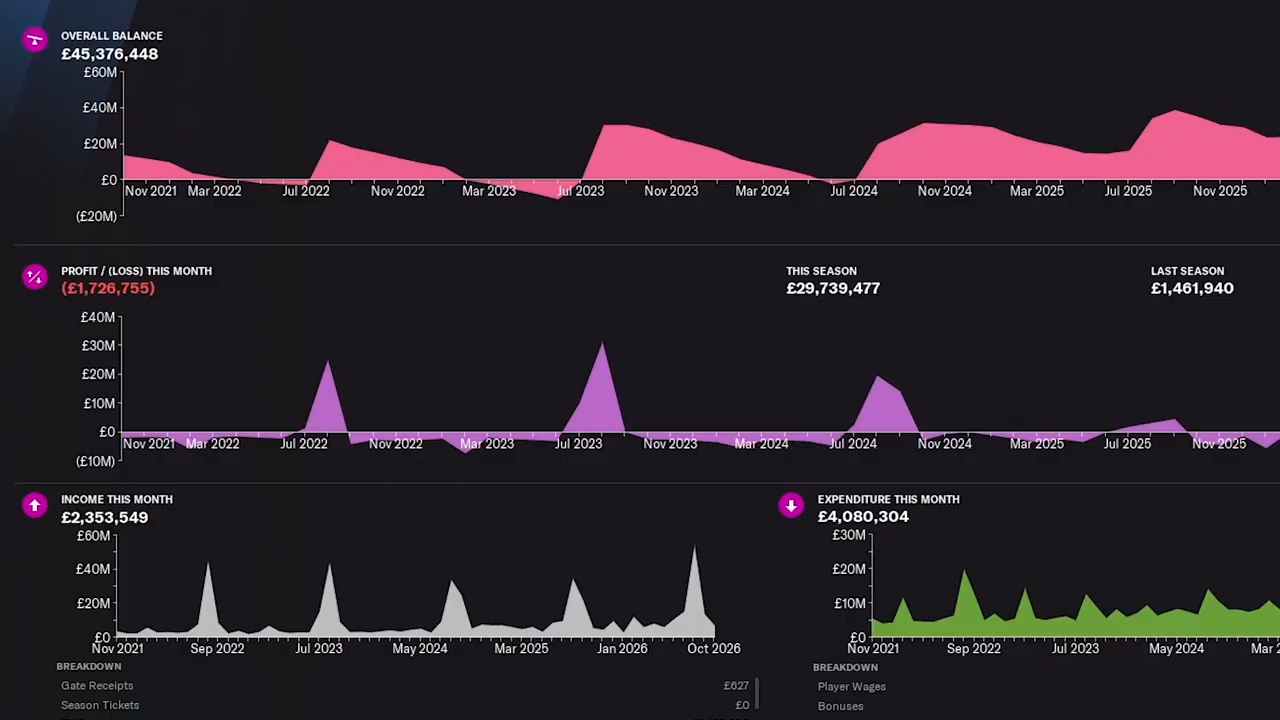 OVERALL BALANCE
£45,376,448
£60M
£40M
£20M
£0
Nov 2021 Mar 2022 Jul 2022 Nov 2022 Mar 2023 Jul 2023 Nov 2023 Mar 2024 Jul 2024 Nov 2024 Mar 2025 Jul 2025 Nov 2025
(£20M)
PROFIT / (LOSS) THIS MONTH THIS SEASON LAST SEASON
(£1,726,755) £29,739,477 £1,461,940
£40M
£30M
£20M
£10M
£0
Nov 2021 Mar 2022 Jul 2022 Nov 2022 Mar 2023 Jul 2023 Nov 2023 Mar 2024 Jul 2024 Nov 2024 Mar 2025 Jul 2025 Nov 2025
(£10M)
INCOME THIS MONTH
£2,353,549
£60M
£40M
£20M
£0
Nov 2021 Sep 2022 Jul 2023 May 2024 Mar 2025 Jan 2026 Oct 2026
BREAKDOWN
Gate Receipts £627
Season Tickets £0
EXPENDITURE THIS MONTH
£4,080,304
£30M
£20M
£10M
£0
Nov 2021 Sep 2022 Jul 2023 May 2024 Mar 2
BREAKDOWN
Player Wages
Bonuses